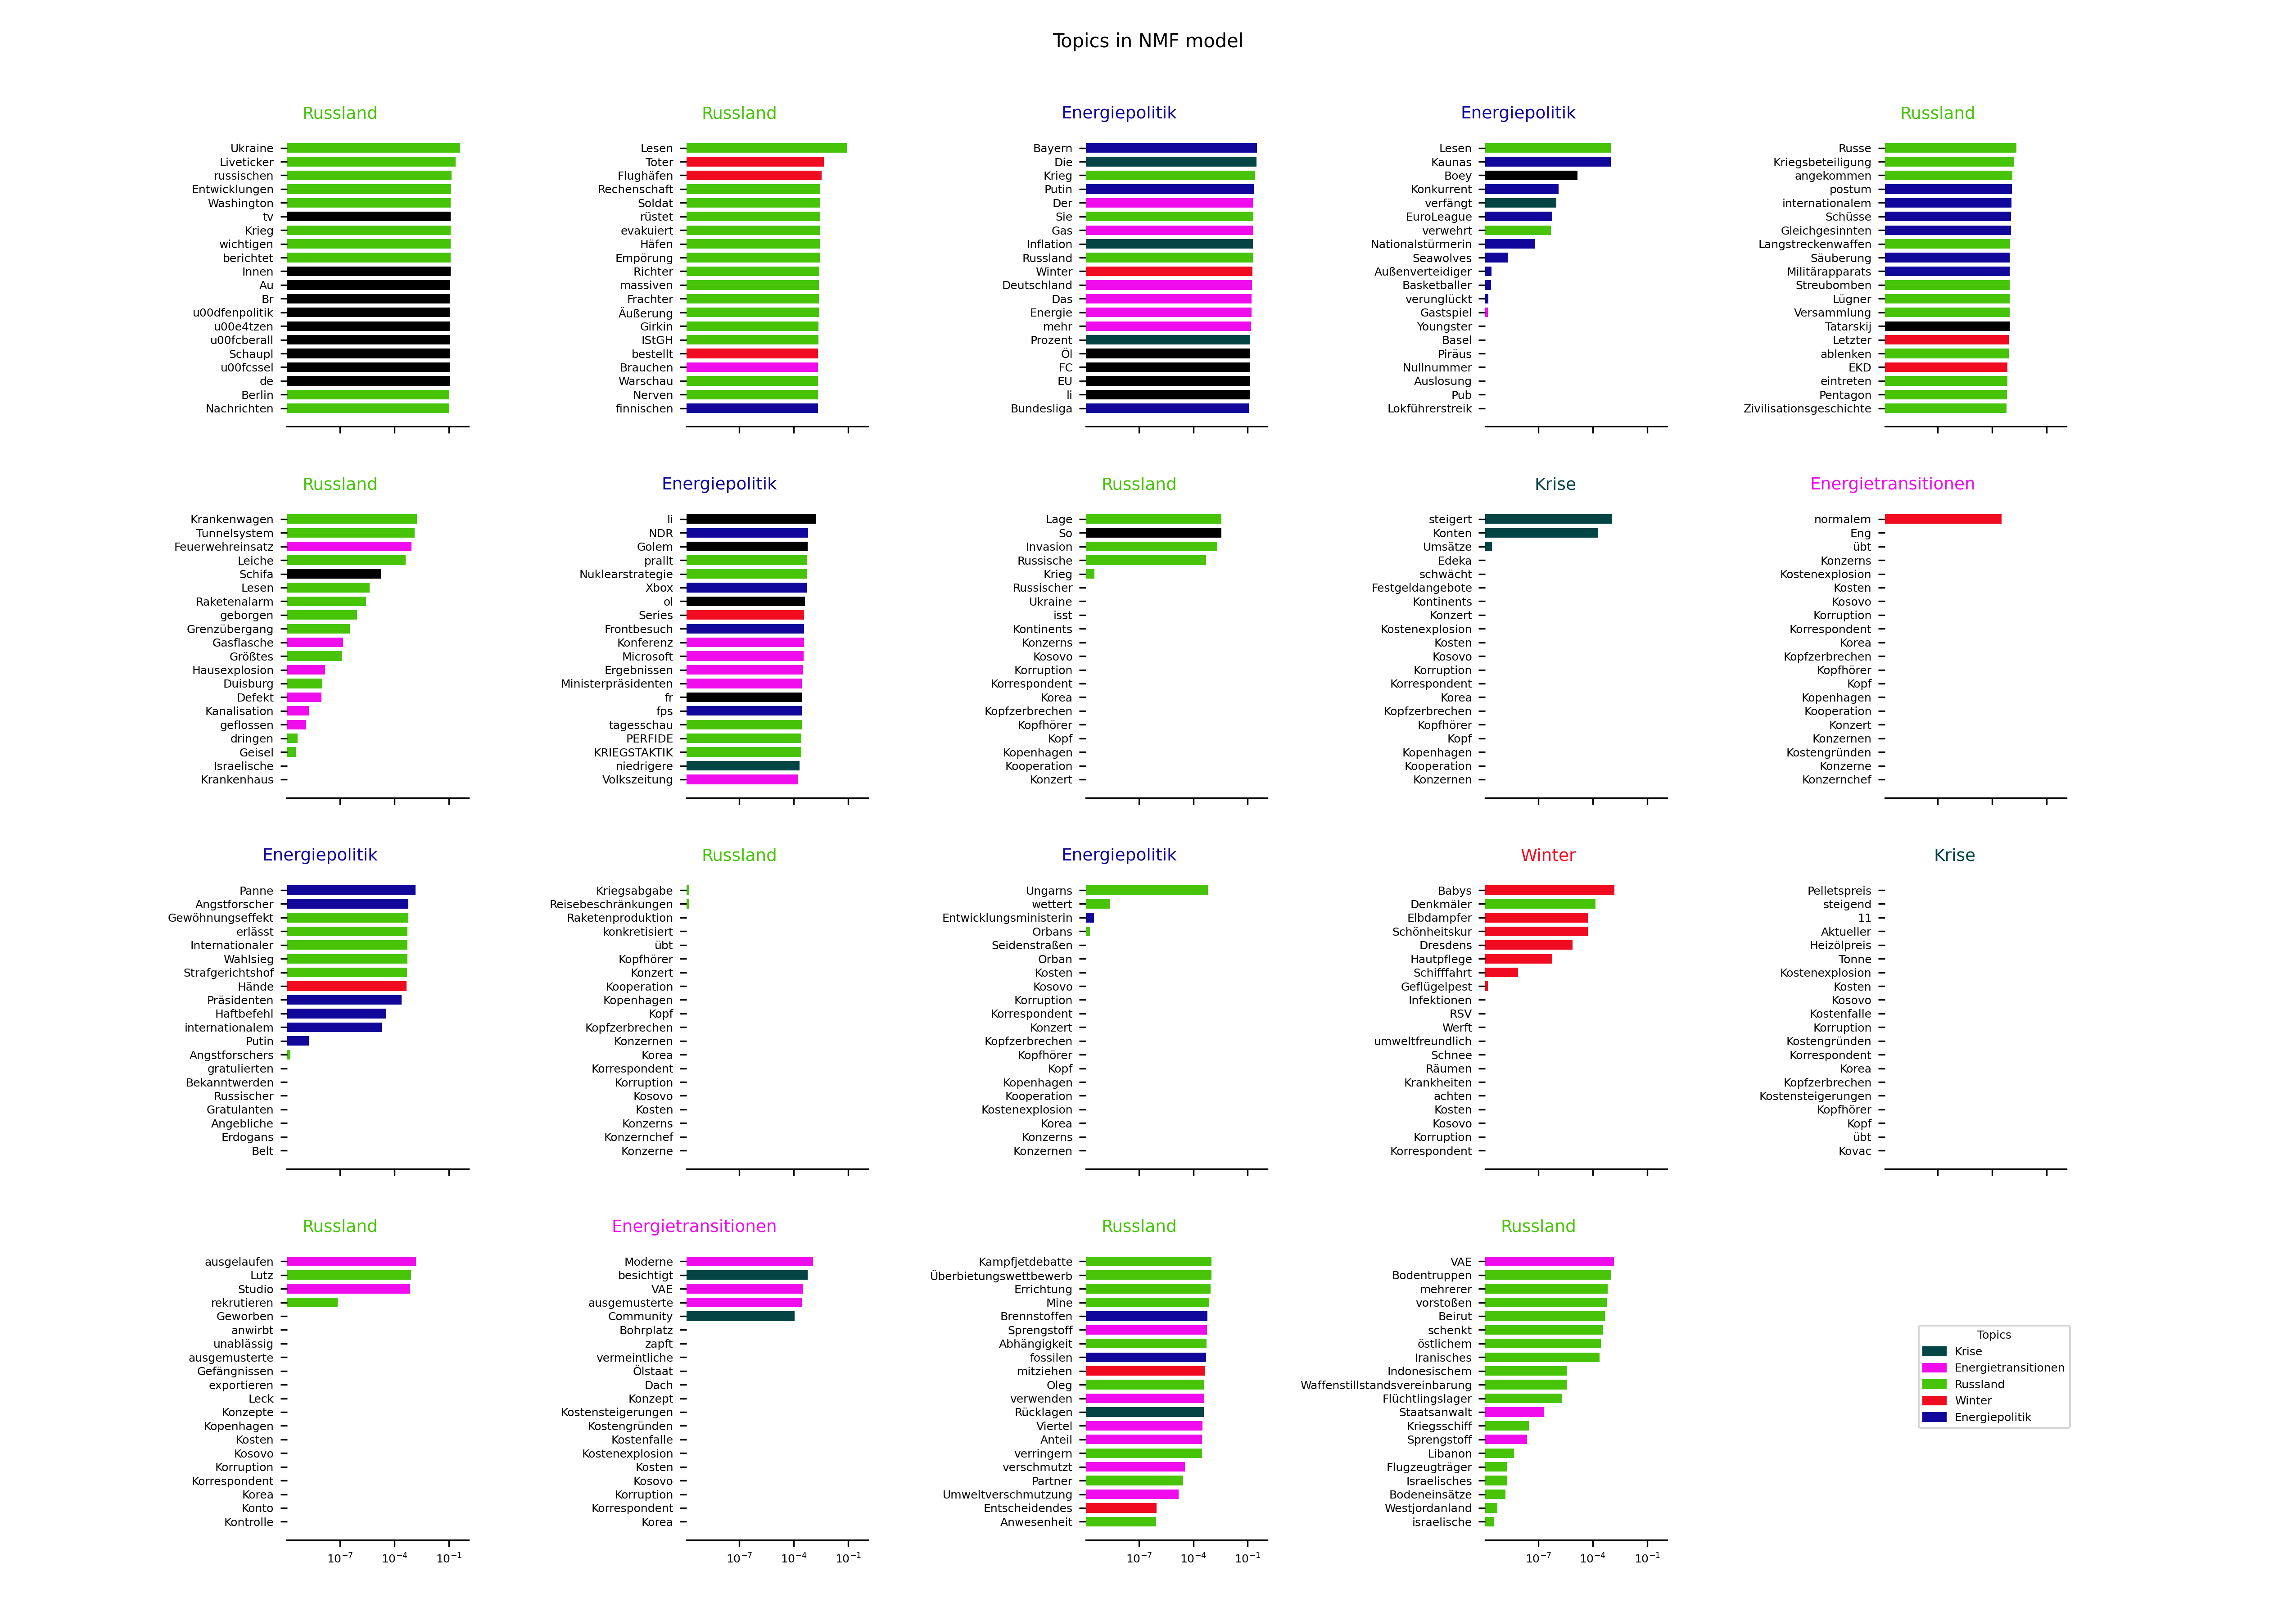 Topics in NMF model
Russland
Ukraine
Liveticker
russischen
Entwicklungen
Washington
tv
Krieg
wichtigen
berichtet
Innen
Au
Br
u00dfenpolitik
u00e4tzen
u00fcberall
Schaupl
u00fcssel
de
Berlin
Nachrichten
Russland
Lesen
Toter
Flughäfen
Rechenschaft
Soldat
rüstet
evakuiert
Häfen
Empörung
Richter
massiven
Frachter
Äußerung
Girkin
IStGH
bestellt
Brauchen
Warschau
Nerven
finnischen
Energiepolitik
Bayern
Die
Krieg
Putin
Der
Sie
Gas
Inflation
Russland
Winter
Deutschland
Das
Energie
mehr
Prozent
Öl
FC
EU
li
Bundesliga
Energiepolitik
Lesen
Kaunas
Boey
Konkurrent
verfängt
EuroLeague
verwehrt
Nationalstürmerin
Seawolves
Außenverteidiger
Basketballer
verunglückt
Gastspiel
Youngster
Basel
Piräus
Nullnummer
Auslosung
Pub
Lokführerstreik
Russland
Russe
Kriegsbeteiligung
angekommen
postum
internationalem
Schüsse
Gleichgesinnten
Langstreckenwaffen
Säuberung
Militärapparats
Streubomben
Lügner
Versammlung
Tatarskij
Letzter
ablenken
EKD
eintreten
Pentagon
Zivilisationsgeschichte
Russland
Krankenwagen
Tunnelsystem
Feuerwehreinsatz
Leiche
Schifa
Lesen
Raketenalarm
geborgen
Grenzübergang
Gasflasche
Größtes
Hausexplosion
Duisburg
Defekt
Kanalisation
geflossen
dringen
Geisel
Israelische
Krankenhaus
Energiepolitik
li
NDR
Golem
prallt
Nuklearstrategie
Xbox
ol
Series
Frontbesuch
Konferenz
Microsoft
Ergebnissen
Ministerpräsidenten
fr
fps
tagesschau
PERFIDE
KRIEGSTAKTIK
niedrigere
Volkszeitung
Russland
Lage
So
Invasion
Russische
Krieg
Russischer
Ukraine
isst
Kontinents
Konzerns
Kosovo
Korruption
Korrespondent
Korea
Kopfzerbrechen
Kopfhörer
Kopf
Kopenhagen
Kooperation
Konzert
Krise
steigert
Konten
Umsätze
Edeka
schwächt
Festgeldangebote
Kontinents
Konzert
Kostenexplosion
Kosten
Kosovo
Korruption
Korrespondent
Korea
Kopfzerbrechen
Kopfhörer
Kopf
Kopenhagen
Kooperation
Konzernen
Energietransitionen
normalem
Eng
übt
Konzerns
Kostenexplosion
Kosten
Kosovo
Korruption
Korrespondent
Korea
Kopfzerbrechen
Kopfhörer
Kopf
Kopenhagen
Kooperation
Konzert
Konzernen
Kostengründen
Konzerne
Konzernchef
Energiepolitik
Panne
Angstforscher
Gewöhnungseffekt
erlässt
Internationaler
Wahlsieg
Strafgerichtshof
Hände
Präsidenten
Haftbefehl
internationalem
Putin
Angstforschers
gratulierten
Bekanntwerden
Russischer
Gratulanten
Angebliche
Erdogans
Belt
Russland
Kriegsabgabe
Reisebeschränkungen
Raketenproduktion
konkretisiert
übt
Kopfhörer
Konzert
Kooperation
Kopenhagen
Kopf
Kopfzerbrechen
Konzernen
Korea
Korrespondent
Korruption
Kosovo
Kosten
Konzerns
Konzernchef
Konzerne
Energiepolitik
Ungarns
wettert
Entwicklungsministerin
Orbans
Seidenstraßen
Orban
Kosten
Kosovo
Korruption
Korrespondent
Konzert
Kopfzerbrechen
Kopfhörer
Kopf
Kopenhagen
Kooperation
Kostenexplosion
Korea
Konzerns
Konzernen
Winter
Babys
Denkmäler
Elbdampfer
Schönheitskur
Dresdens
Hautpflege
Schifffahrt
Geflügelpest
Infektionen
RSV
Werft
umweltfreundlich
Schnee
Räumen
Krankheiten
achten
Kosten
Kosovo
Korruption
Korrespondent
Krise
Pelletspreis
steigend
11
Aktueller
Heizölpreis
Tonne
Kostenexplosion
Kosten
Kosovo
Kostenfalle
Korruption
Kostengründen
Korrespondent
Korea
Kopfzerbrechen
Kostensteigerungen
Kopfhörer
Kopf
übt
Kovac
Russland
ausgelaufen
Lutz
Studio
rekrutieren
Geworben
anwirbt
unablässig
ausgemusterte
Gefängnissen
exportieren
Leck
Konzepte
Kopenhagen
Kosten
Kosovo
Korruption
Korrespondent
Korea
Konto
Kontrolle
10⁻⁷ 10⁻⁴ 10⁻¹
Energietransitionen
Moderne
besichtigt
VAE
ausgemusterte
Community
Bohrplatz
zapft
vermeintliche
Ölstaat
Dach
Konzept
Kostensteigerungen
Kostengründen
Kostenfalle
Kostenexplosion
Kosten
Kosovo
Korruption
Korrespondent
Korea
10⁻⁷ 10⁻⁴ 10⁻¹
Russland
Kampfjetdebatte
Überbietungswettbewerb
Errichtung
Mine
Brennstoffen
Sprengstoff
Abhängigkeit
fossilen
mitziehen
Oleg
verwenden
Rücklagen
Viertel
Anteil
verringern
verschmutzt
Partner
Umweltverschmutzung
Entscheidendes
Anwesenheit
10⁻⁷ 10⁻⁴ 10⁻¹
Russland
VAE
Bodentruppen
mehrerer
vorstoßen
Beirut
schenkt
östlichem
Iranisches
Indonesischem
Waffenstillstandsvereinbarung
Flüchtlingslager
Staatsanwalt
Kriegsschiff
Sprengstoff
Libanon
Flugzeugträger
Israelisches
Bodeneinsätze
Westjordanland
israelische
10⁻⁷ 10⁻⁴ 10⁻¹
Topics
Krise
Energietransitionen
Russland
Winter
Energiepolitik